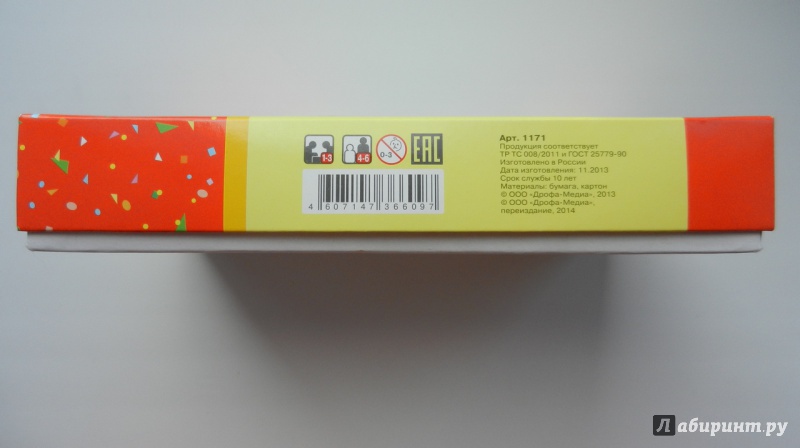 1-3
4-6
0-3
EAC
4 607147 366097
Арт. 1171
Продукция соответствует
ТР ТС 008/2011 и ГОСТ 25779-90
Изготовлено в России
Дата изготовления: 11.2013
Срок службы 10 лет
Материалы: бумага, картон
© ООО «Дрофа-Медиа», 2013
© ООО «Дрофа-Медиа»,
переиздание, 2014
Лабиринт.ру